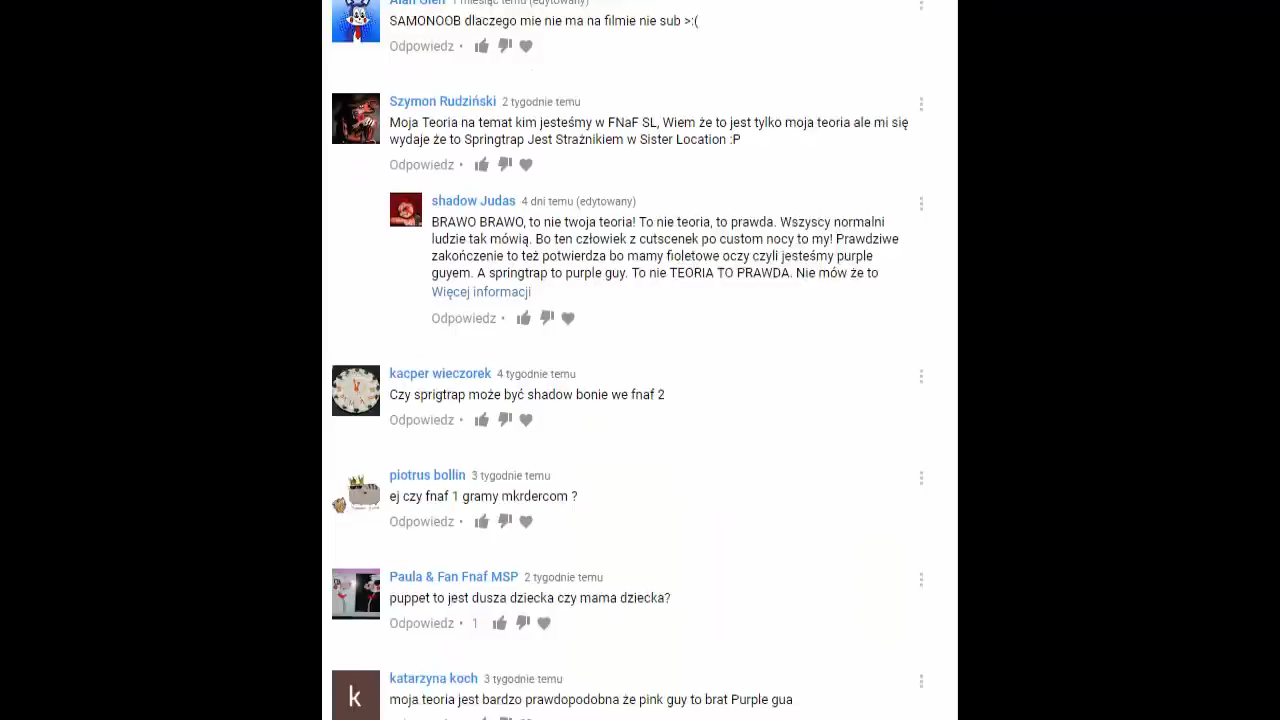 Alan Glen 1 miesiąc temu (edytowany)
SAMONOOB dlaczego mie nie ma na filmie nie sub >:(
Odpowiedz •
Szymon Rudziński 2 tygodnie temu
Moja Teoria na temat kim jesteśmy w FNaF SL, Wiem że to jest tylko moja teoria ale mi się
wydaje że to Springtrap Jest Strażnikiem w Sister Location :P
Odpowiedz •
shadow Judas 4 dni temu (edytowany)
BRAWO BRAWO, to nie twoja teoria! To nie teoria, to prawda. Wszyscy normalni
ludzie tak mówią. Bo ten człowiek z cutscenek po custom nocy to my! Prawdziwe
zakończenie to też potwierdza bo mamy fioletowe oczy czyli jesteśmy purple
guyem. A springtrap to purple guy. To nie TEORIA TO PRAWDA. Nie mów że to
Więcej informacji
Odpowiedz •
kacper wieczorek 4 tygodnie temu
Czy sprigtrap może być shadow bonie we fnaf 2
Odpowiedz •
piotrus bollin 3 tygodnie temu
ej czy fnaf 1 gramy mkrdercom ?
Odpowiedz •
Paula & Fan Fnaf MSP 2 tygodnie temu
puppet to jest dusza dziecka czy mama dziecka?
Odpowiedz • 1
k
katarzyna koch 3 tygodnie temu
moja teoria jest bardzo prawdopodobna że pink guy to brat Purple gua